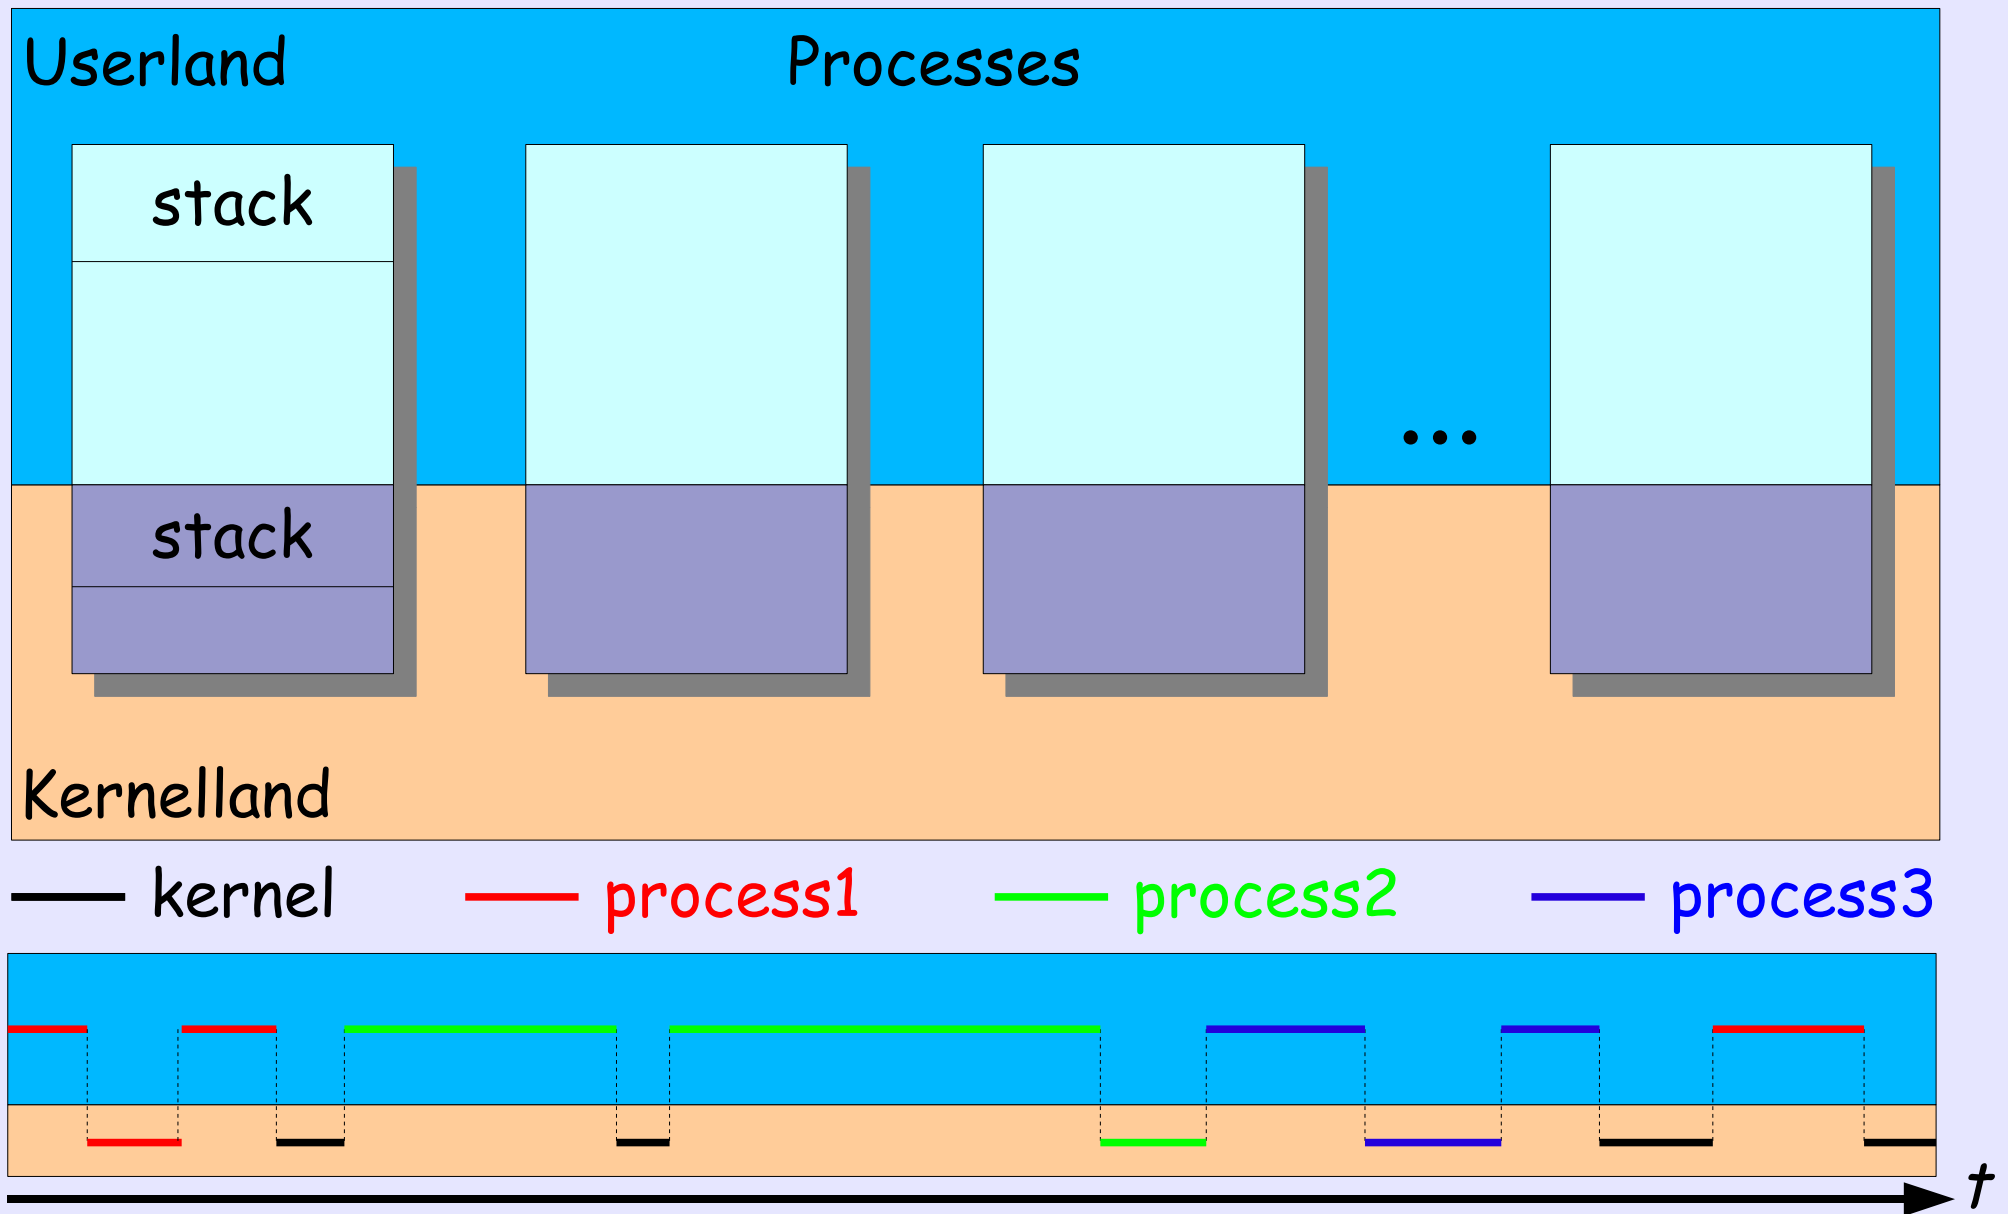 Userland
Processes
stack
stack
...
Kernelland
kernel
process1
process2
process3
t